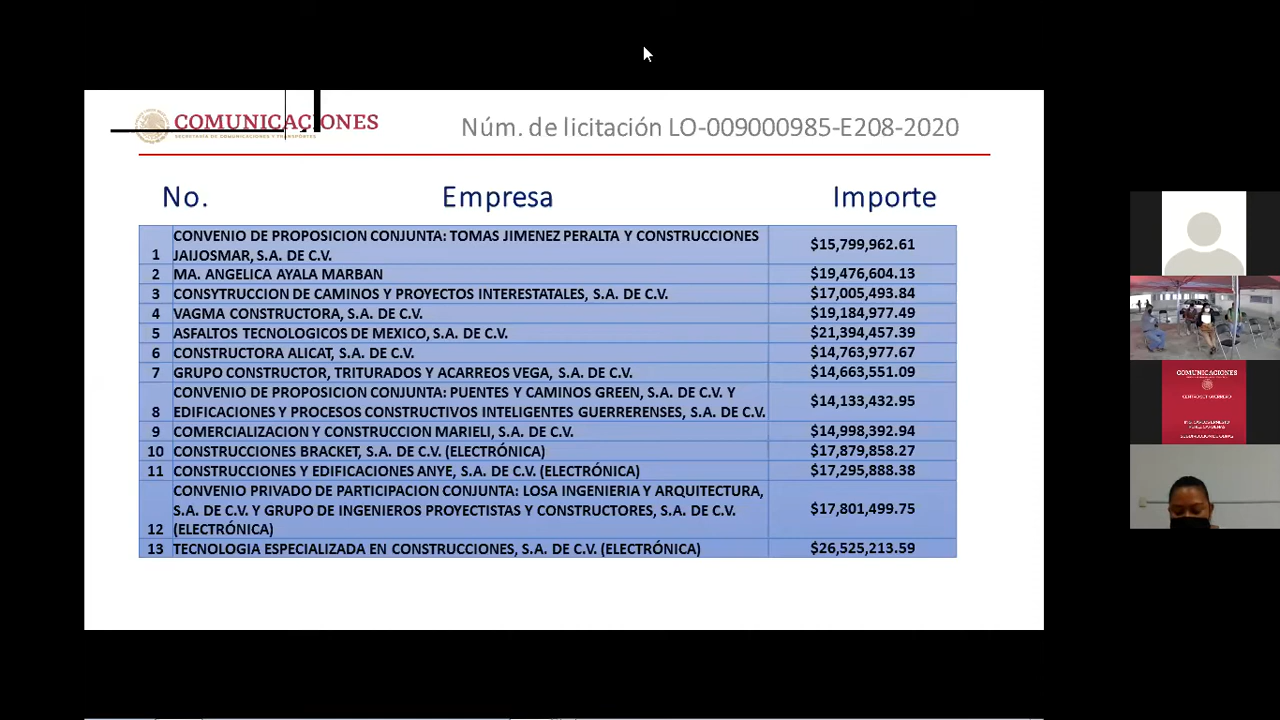 COMUNICACIONES
SECRETARÍA DE COMUNICACIONES Y TRANSPORTES
Núm. de licitación LO-009000985-E208-2020
No. Empresa Importe
CONVENIO DE PROPOSICION CONJUNTA: TOMAS JIMENEZ PERALTA Y CONSTRUCCIONES
1 JAIJOSMAR, S.A. DE C.V. $15,799,962.61
2 MA. ANGELICA AYALA MARBAN $19,476,604.13
3 CONSYTRUCCION DE CAMINOS Y PROYECTOS INTERESTATALES, S.A. DE C.V. $17,005,493.84
4 VAGMA CONSTRUCTORA, S.A. DE C.V. $19,184,977.49
5 ASFALTOS TECNOLOGICOS DE MEXICO, S.A. DE C.V. $21,394,457.39
6 CONSTRUCTORA ALICAT, S.A. DE C.V. $14,763,977.67
7 GRUPO CONSTRUCTOR, TRITURADOS Y ACARREOS VEGA, S.A. DE C.V. $14,663,551.09
CONVENIO DE PROPOSICION CONJUNTA: PUENTES Y CAMINOS GREEN, S.A. DE C.V. Y
8 EDIFICACIONES Y PROCESOS CONSTRUCTIVOS INTELIGENTES GUERRERENSES, S.A. DE C.V. $14,133,432.95
9 COMERCIALIZACION Y CONSTRUCCION MARIELI, S.A. DE C.V. $14,998,392.94
10 CONSTRUCCIONES BRACKET, S.A. DE C.V. (ELECTRÓNICA) $17,879,858.27
11 CONSTRUCCIONES Y EDIFICACIONES ANYE, S.A. DE C.V. (ELECTRÓNICA) $17,295,888.38
CONVENIO PRIVADO DE PARTICIPACION CONJUNTA: LOSA INGENIERIA Y ARQUITECTURA,
S.A. DE C.V. Y GRUPO DE INGENIEROS PROYECTISTAS Y CONSTRUCTORES, S.A. DE C.V. $17,801,499.75
12 (ELECTRÓNICA)
13 TECNOLOGIA ESPECIALIZADA EN CONSTRUCCIONES, S.A. DE C.V. (ELECTRÓNICA) $26,525,213.59
COMUNICACIONES